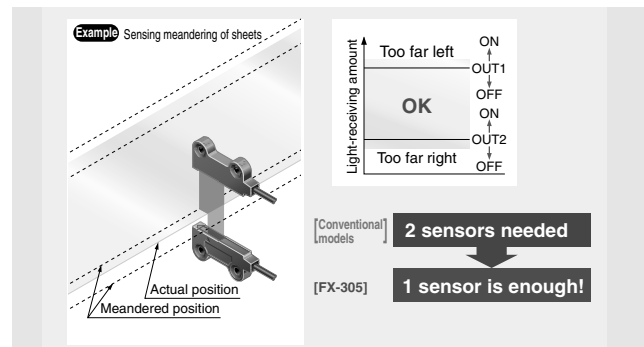 Example Sensing meandering of sheets
Actual position
Meandered position
Light-receiving amount
Too far left
OK
Too far right
ON
OUT1
OFF
ON
OUT2
OFF
[Conventional models]
2 sensors needed
[FX-305]
1 sensor is enough!